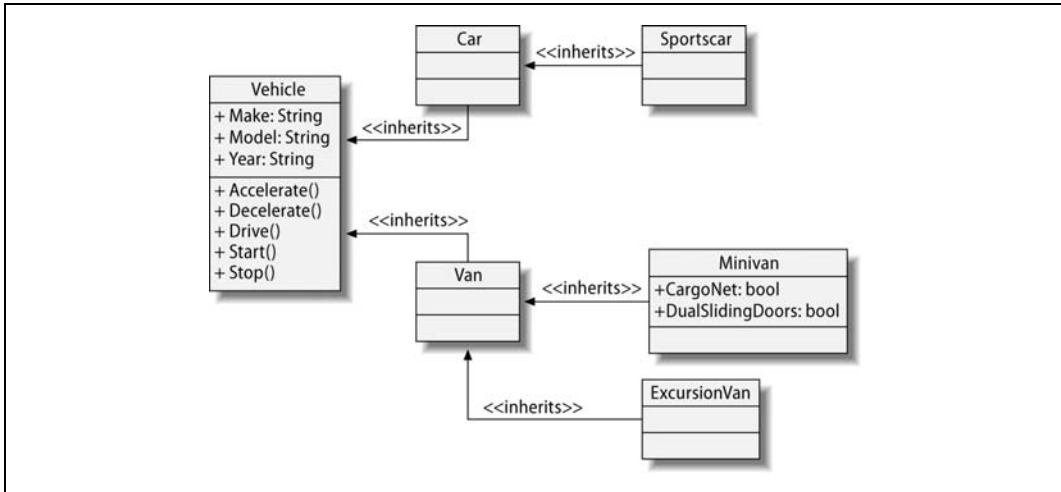 Car
<<inherits>>
Sportscar
Vehicle
+ Make: String
+ Model: String
+ Year: String
+ Accelerate()
+ Decelerate()
+ Drive()
+ Start()
+ Stop()
<<inherits>>
<<inherits>>
Van
<<inherits>>
Minivan
+CargoNet: bool
+DualSlidingDoors: bool
<<inherits>>
ExcursionVan